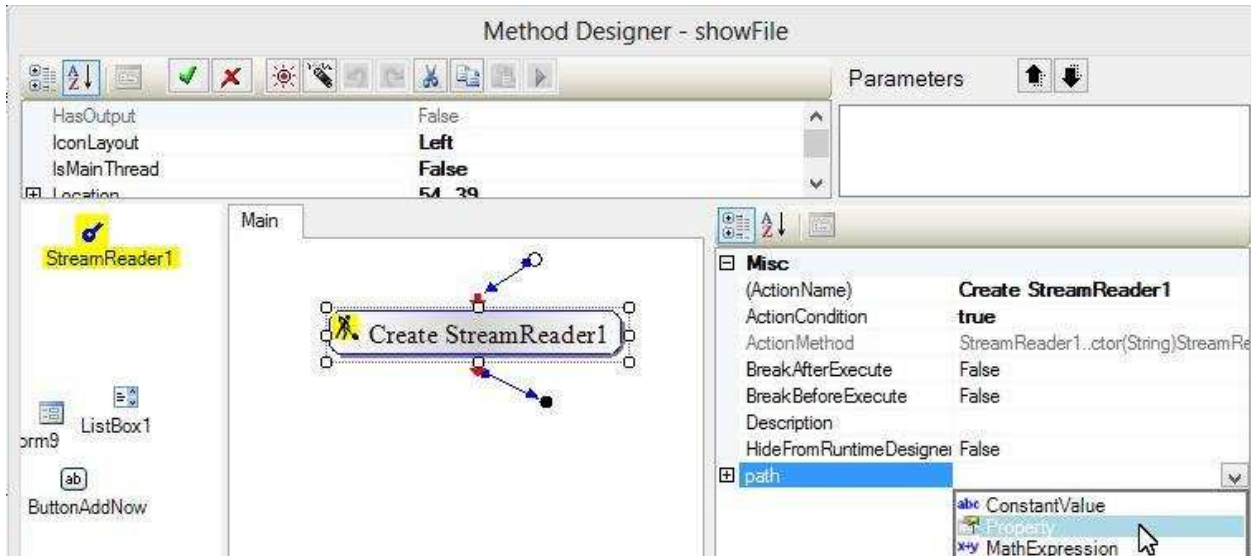 Method Designer - showFile
Parameters
HasOutput False
IconLayout Left
IsMainThread False
Location 54, 39
StreamReader1
Main
Create StreamReader1
ListBox1
orm9
ButtonAddNow
Misc
(ActionName) Create StreamReader1
ActionCondition true
ActionMethod StreamReader1..ctor(String)StreamRe
BreakAfterExecute False
BreakBeforeExecute False
Description
HideFromRuntimeDesigner False
path
abc ConstantValue
Property
x+y MathExpression